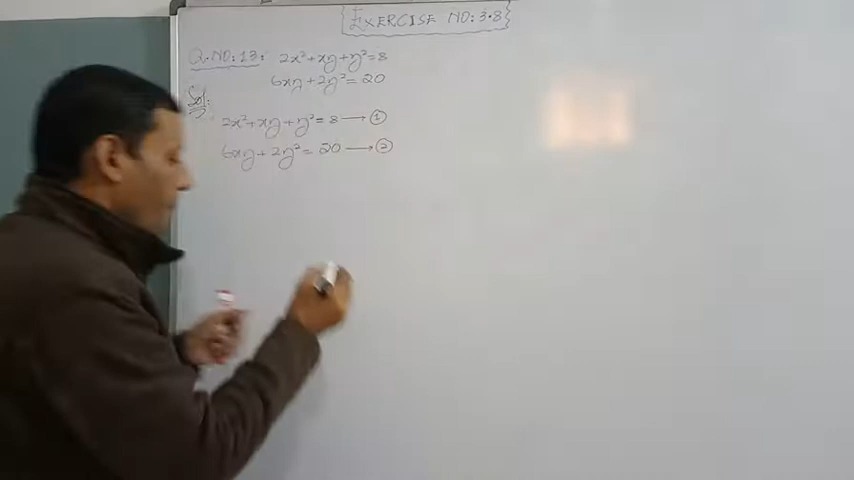 EXERCISE NO: 3.8
Q.NO:13: 2x²+xy+y²=8
6xy+2y²=20
Sol:
2x²+xy+y²=8→①
6xy+2y²=20→②